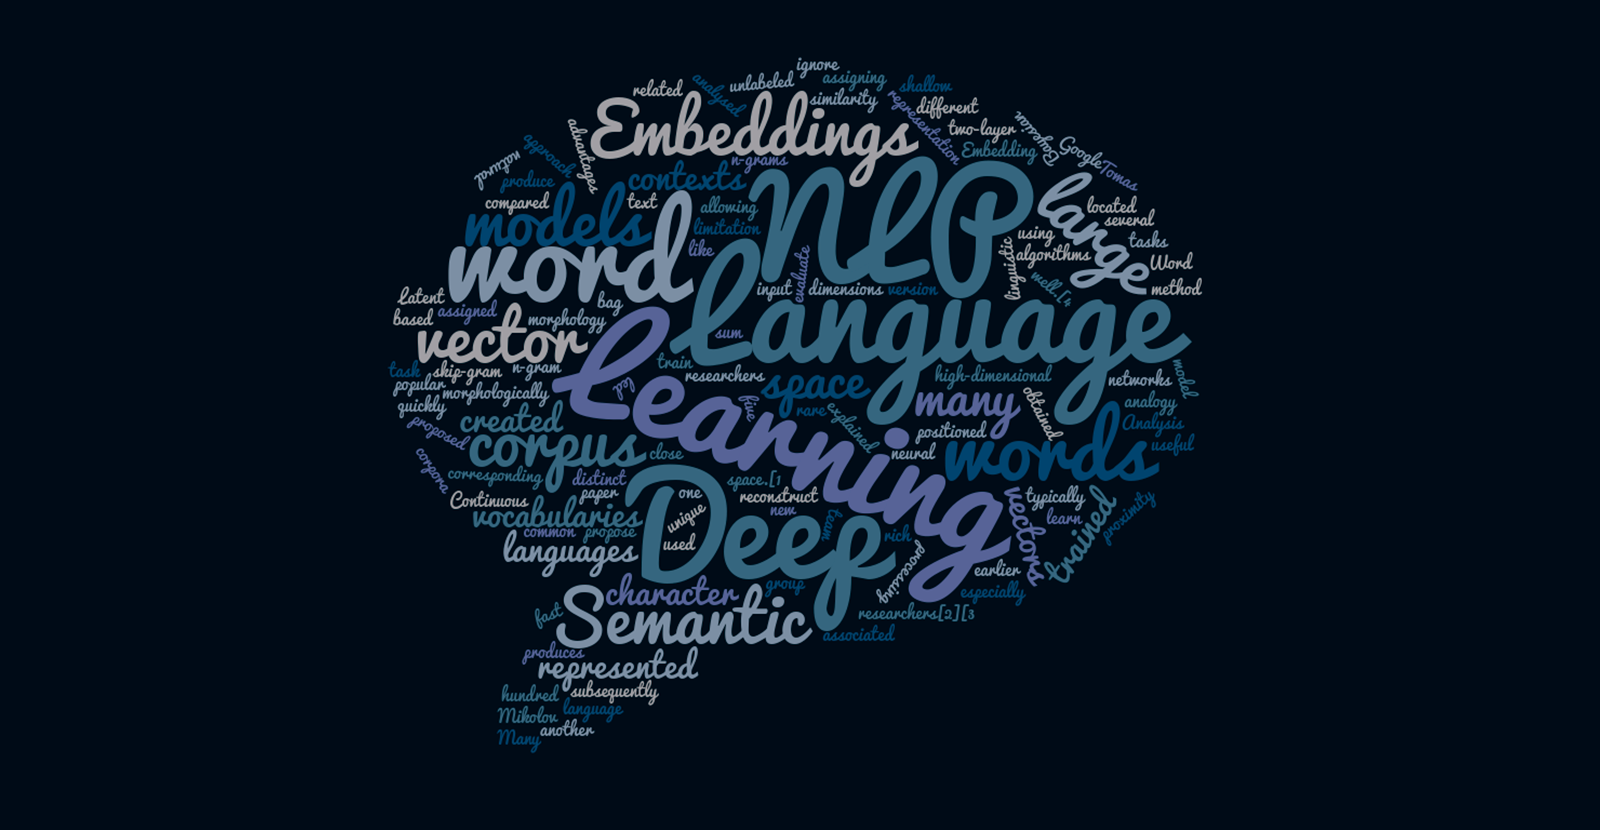 ignore
related
analysed
unlabeled
assigning
similarity
shallow
representation
different
Embeddings
advantages
two-layer
Bayesian
Google
Tomas
Embedding
natural
approach
n-grams
produce
contexts
NLP
large
compared
text
allowing
located
models
limitation
several
word
like
using
tasks
linguistic
algorithms
Word
evaluate
well.[4
method
Latent
bag
input
dimensions
version
based
assigned
morphology
Language
vector
sum
Learning
train
task
skip-gram
n-gram
researchers
space
high-dimensional
networks
model
popular
morphologically
led
five
many
obtained
analogy
quickly
rare
explained
created
proposed
positioned
Analysis
corpus
close
neural
words
useful
corpora
corresponding
distinct
space.[1
Continuous
paper
one
reconstruct
vectors
typically
trained
proximity
vocabularies
unique
new
team
learn
common
propose
Deep
rich
languages
used
processing
earlier
character
group
especially
fast
Semantic
researchers[2][3
associated
produces
represented
hundred
subsequently
Mikolov
language
Many
another